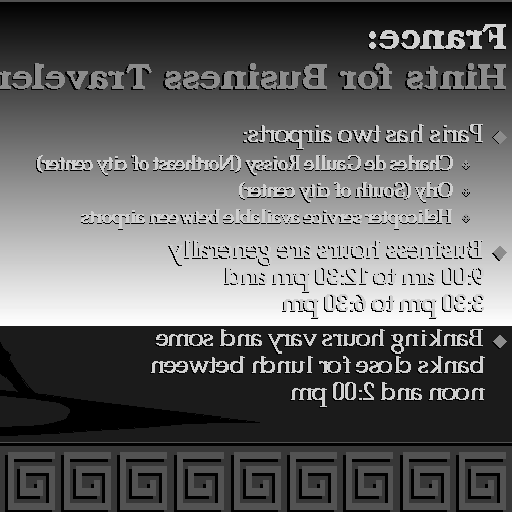 France:
Hints for Business Traveler
Paris has two airports:
Charles de Gaulle Roissy (Northeast of city center)
Orly (South of city center)
Helicopter service available between airports
Business hours are generally
9:00 am to 12:30 pm and
3:30 pm to 6:30 pm
Banking hours vary and some
banks close for lunch between
noon and 2:00 pm